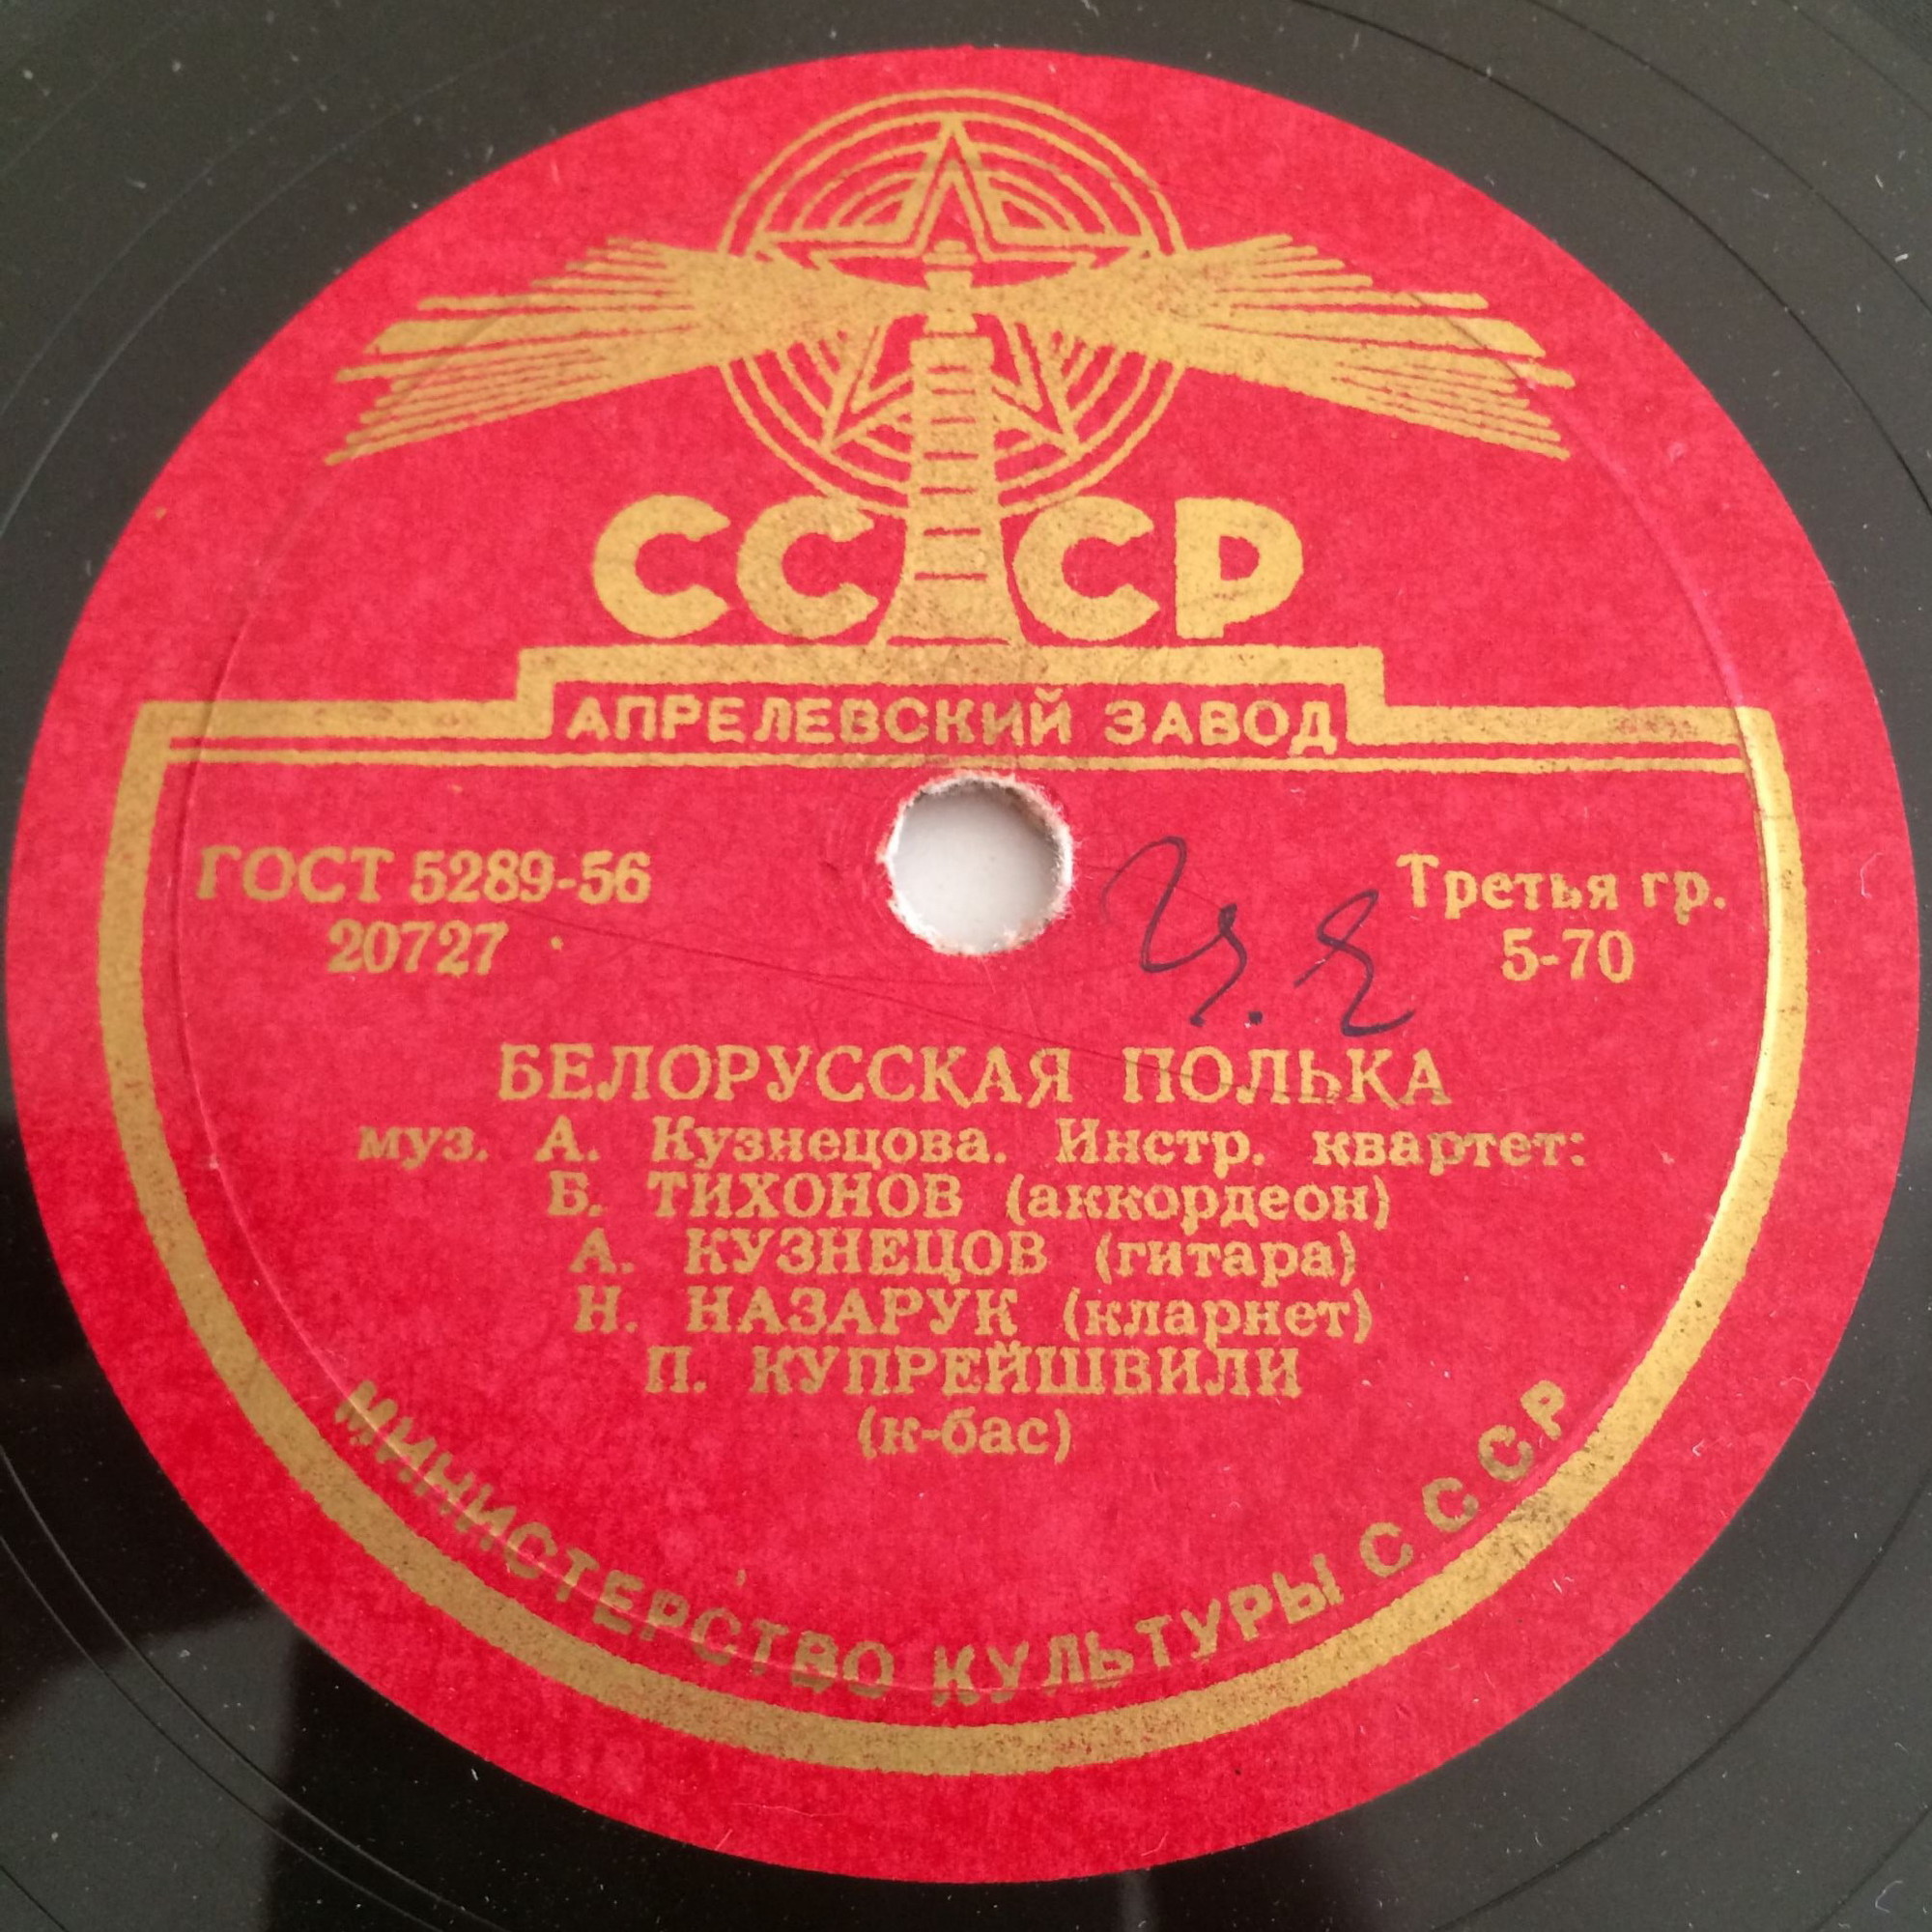 СССР
АПРЕЛЕВСКИЙ ЗАВОД
ГОСТ 5289-56
20727
Третья гр.
5-70
БЕЛОРУССКАЯ ПОЛЬКА
муз. А. Кузнецова. Инстр. квартет:
Б. ТИХОНОВ (аккордеон)
А. КУЗНЕЦОВ (гитара)
Н. НАЗАРУК (кларнет)
П. КУПРЕЙШВИЛИ
(к-бас)
МИНИСТЕРСТВО КУЛЬТУРЫ СССР